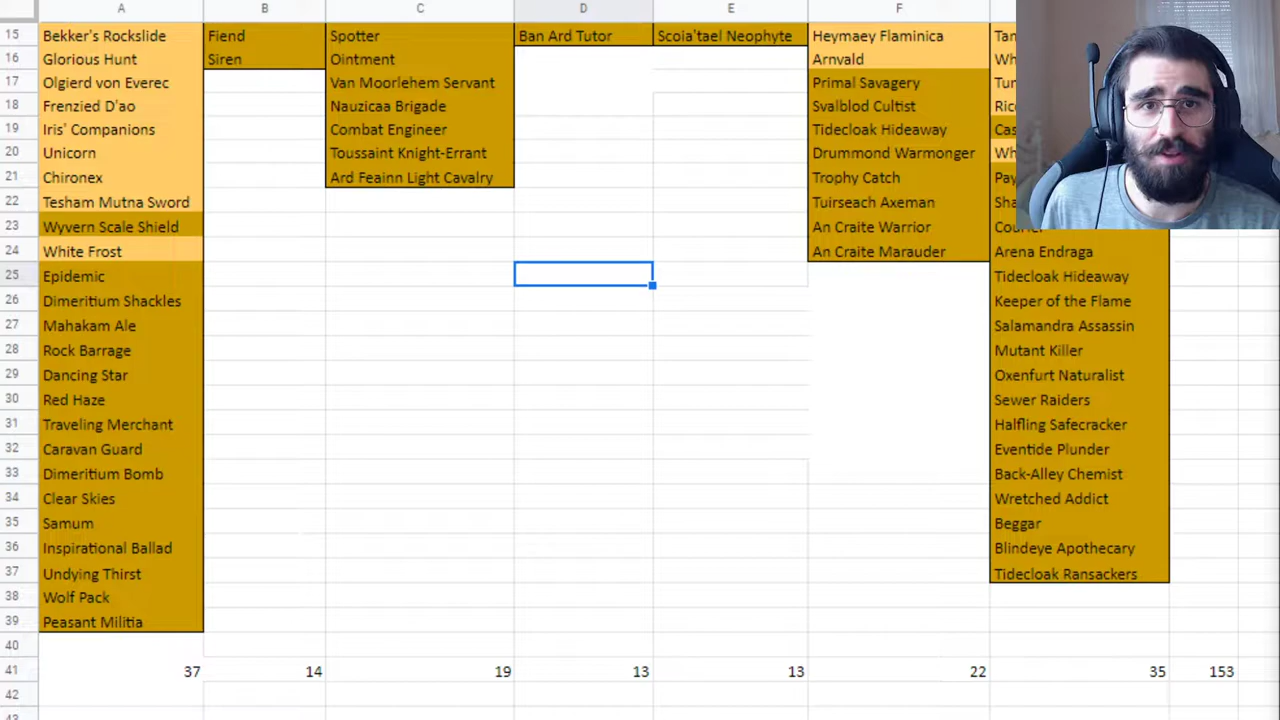 A B C D E F
15 Bekker's Rockslide Fiend Spotter Ban Ard Tutor Scoia'tael Neophyte Heymaey Flaminica
16 Glorious Hunt Siren Ointment Arnvald
17 Olgierd von Everec Van Moorlehem Servant Primal Savagery
18 Frenzied D'ao Nauzicaa Brigade Svalblod Cultist
19 Iris' Companions Combat Engineer Tidecloak Hideaway
20 Unicorn Toussaint Knight-Errant Drummond Warmonger
21 Chironex Ard Feainn Light Cavalry Trophy Catch
22 Tesham Mutna Sword Tuirseach Axeman
23 Wyvern Scale Shield An Craite Warrior
24 White Frost An Craite Marauder Arena Endraga
25 Epidemic Tidecloak Hideaway
26 Dimeritium Shackles Keeper of the Flame
27 Mahakam Ale Salamandra Assassin
28 Rock Barrage Mutant Killer
29 Dancing Star Oxenfurt Naturalist
30 Red Haze Sewer Raiders
31 Traveling Merchant Halfling Safecracker
32 Caravan Guard Eventide Plunder
33 Dimeritium Bomb Back-Alley Chemist
34 Clear Skies Wretched Addict
35 Samum Beggar
36 Inspirational Ballad Blindeye Apothecary
37 Undying Thirst Tidecloak Ransackers
38 Wolf Pack
39 Peasant Militia
40
41 37 14 19 13 13 22 35 153
42